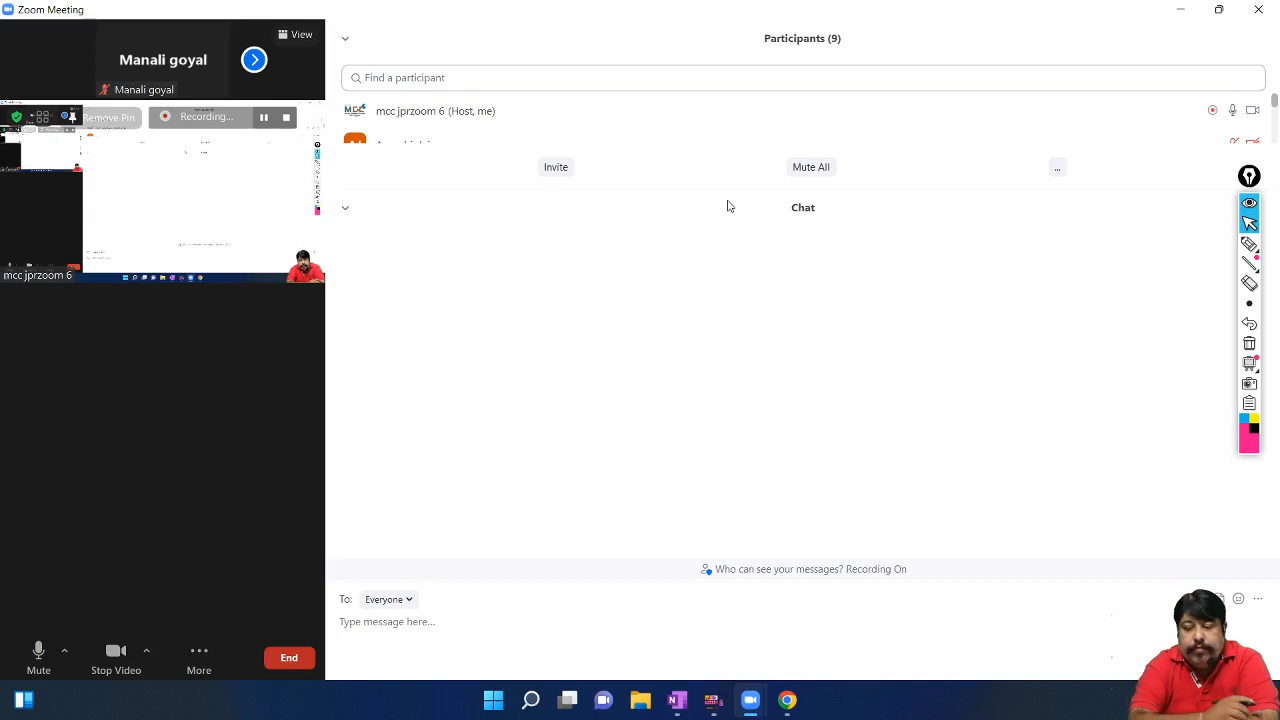 Zoom Meeting
View
Manali goyal
Manali goyal
Remove Pin
Recording...
mcc jprzoom 6
Mute
Stop Video
More
End
Participants (9)
Find a participant
MCC
mcc jprzoom 6 (Host, me)
Invite
Mute All
...
Chat
Who can see your messages? Recording On
To:
Everyone
Type message here...